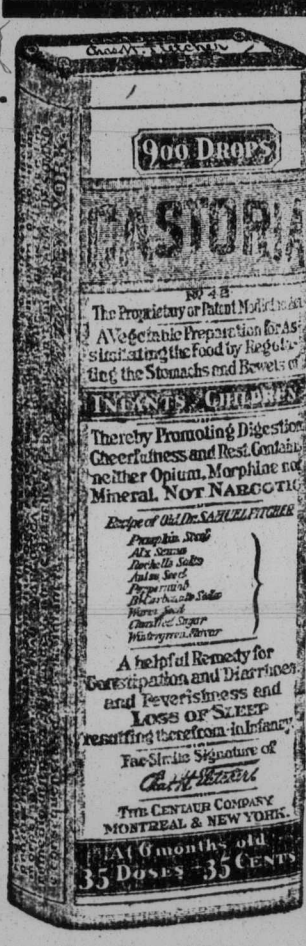 Chas. H. Fletcher
900 DROPS
CASTORIA
The Proprietary or Patent Medicine Act
A Vegetable Preparation for As-
similating the Food by Regula-
ting the Stomachs and Bowels of
INFANTS CHILDREN
Thereby Promoting Digestion
Cheerfulness and Rest. Contains
neither Opium, Morphine nor
Mineral. NOT NARCOTIC
Recipe of Old Dr. SAMUEL PITCHER
Pumpkin Seed
Alx Senna
Rochelle Salts
Anise Seed
Peppermint
Bi Carbonate Soda
Worm Seed
Clarified Sugar
Wintergreen Flavor
A helpful Remedy for
Constipation and Diarrhoea
and Feverishness and
LOSS OF SLEEP
resulting therefrom-in Infancy.
Fac-Simile Signature of
Chas. H. Fletcher
THE CENTAUR COMPANY
MONTREAL & NEW YORK.
At 6 months old
35 DOSES - 35 CENTS